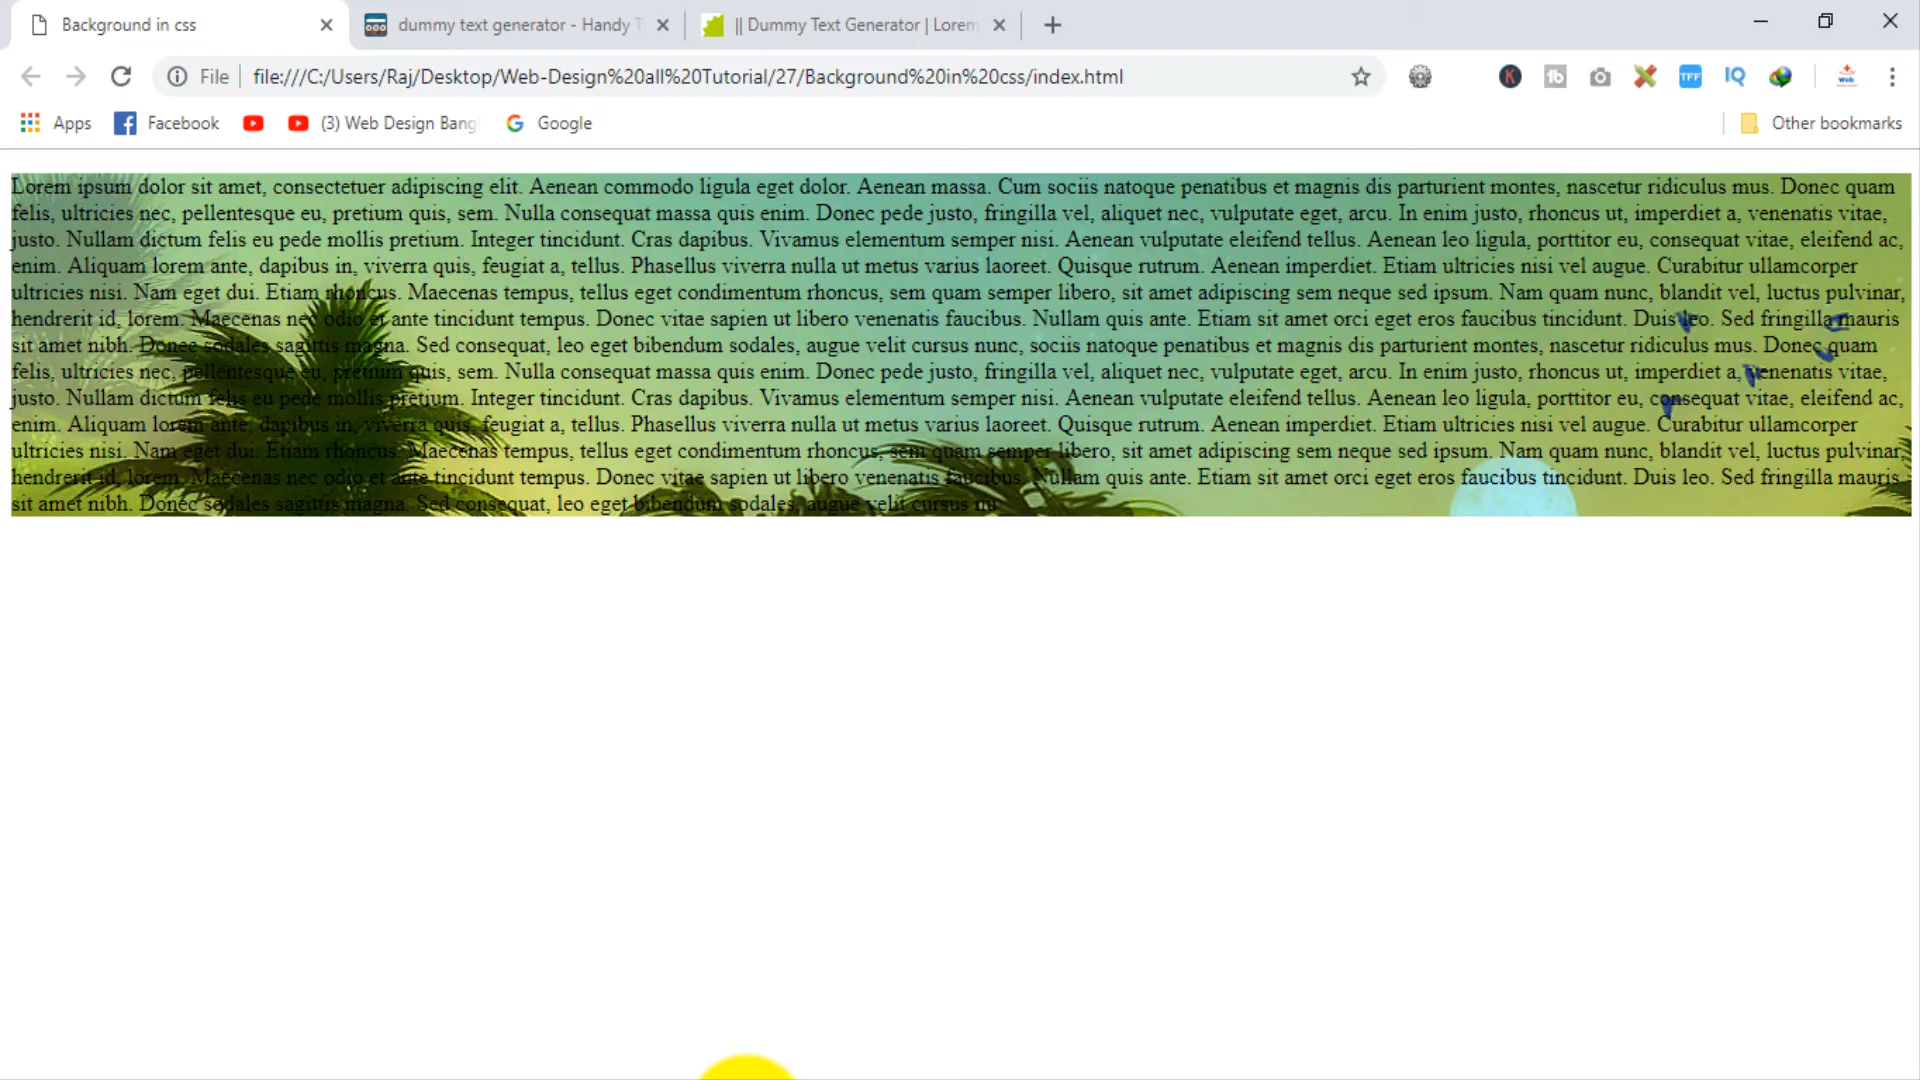 Background in css
dummy text generator - Handy T
|| Dummy Text Generator | Lorem
File
file:///C:/Users/Raj/Desktop/Web-Design%20all%20Tutorial/27/Background%20in%20css/index.html
K
tb
TFF
IQ
Web
Apps
Facebook
(3) Web Design Bang
Google
Other bookmarks
Lorem ipsum dolor sit amet, consectetuer adipiscing elit. Aenean commodo ligula eget dolor. Aenean massa. Cum sociis natoque penatibus et magnis dis parturient montes, nascetur ridiculus mus. Donec quam
felis, ultricies nec, pellentesque eu, pretium quis, sem. Nulla consequat massa quis enim. Donec pede justo, fringilla vel, aliquet nec, vulputate eget, arcu. In enim justo, rhoncus ut, imperdiet a, venenatis vitae,
justo. Nullam dictum felis eu pede mollis pretium. Integer tincidunt. Cras dapibus. Vivamus elementum semper nisi. Aenean vulputate eleifend tellus. Aenean leo ligula, porttitor eu, consequat vitae, eleifend ac,
enim. Aliquam lorem ante, dapibus in, viverra quis, feugiat a, tellus. Phasellus viverra nulla ut metus varius laoreet. Quisque rutrum. Aenean imperdiet. Etiam ultricies nisi vel augue. Curabitur ullamcorper
ultricies nisi. Nam eget dui. Etiam rhoncus. Maecenas tempus, tellus eget condimentum rhoncus, sem quam semper libero, sit amet adipiscing sem neque sed ipsum. Nam quam nunc, blandit vel, luctus pulvinar,
hendrerit id, lorem. Maecenas nec odio et ante tincidunt tempus. Donec vitae sapien ut libero venenatis faucibus. Nullam quis ante. Etiam sit amet orci eget eros faucibus tincidunt. Duis leo. Sed fringilla mauris
sit amet nibh. Donec sodales sagittis magna. Sed consequat, leo eget bibendum sodales, augue velit cursus nunc, sociis natoque penatibus et magnis dis parturient montes, nascetur ridiculus mus. Donec quam
felis, ultricies nec, pellentesque eu, pretium quis, sem. Nulla consequat massa quis enim. Donec pede justo, fringilla vel, aliquet nec, vulputate eget, arcu. In enim justo, rhoncus ut, imperdiet a, venenatis vitae,
justo. Nullam dictum felis eu pede mollis pretium. Integer tincidunt. Cras dapibus. Vivamus elementum semper nisi. Aenean vulputate eleifend tellus. Aenean leo ligula, porttitor eu, consequat vitae, eleifend ac,
enim. Aliquam lorem ante, dapibus in, viverra quis, feugiat a, tellus. Phasellus viverra nulla ut metus varius laoreet. Quisque rutrum. Aenean imperdiet. Etiam ultricies nisi vel augue. Curabitur ullamcorper
ultricies nisi. Nam eget dui. Etiam rhoncus. Maecenas tempus, tellus eget condimentum rhoncus, sem quam semper libero, sit amet adipiscing sem neque sed ipsum. Nam quam nunc, blandit vel, luctus pulvinar,
hendrerit id, lorem. Maecenas nec odio et ante tincidunt tempus. Donec vitae sapien ut libero venenatis faucibus. Nullam quis ante. Etiam sit amet orci eget eros faucibus tincidunt. Duis leo. Sed fringilla mauris
sit amet nibh. Donec sodales sagittis magna. Sed consequat, leo eget bibendum sodales, augue velit cursus nu